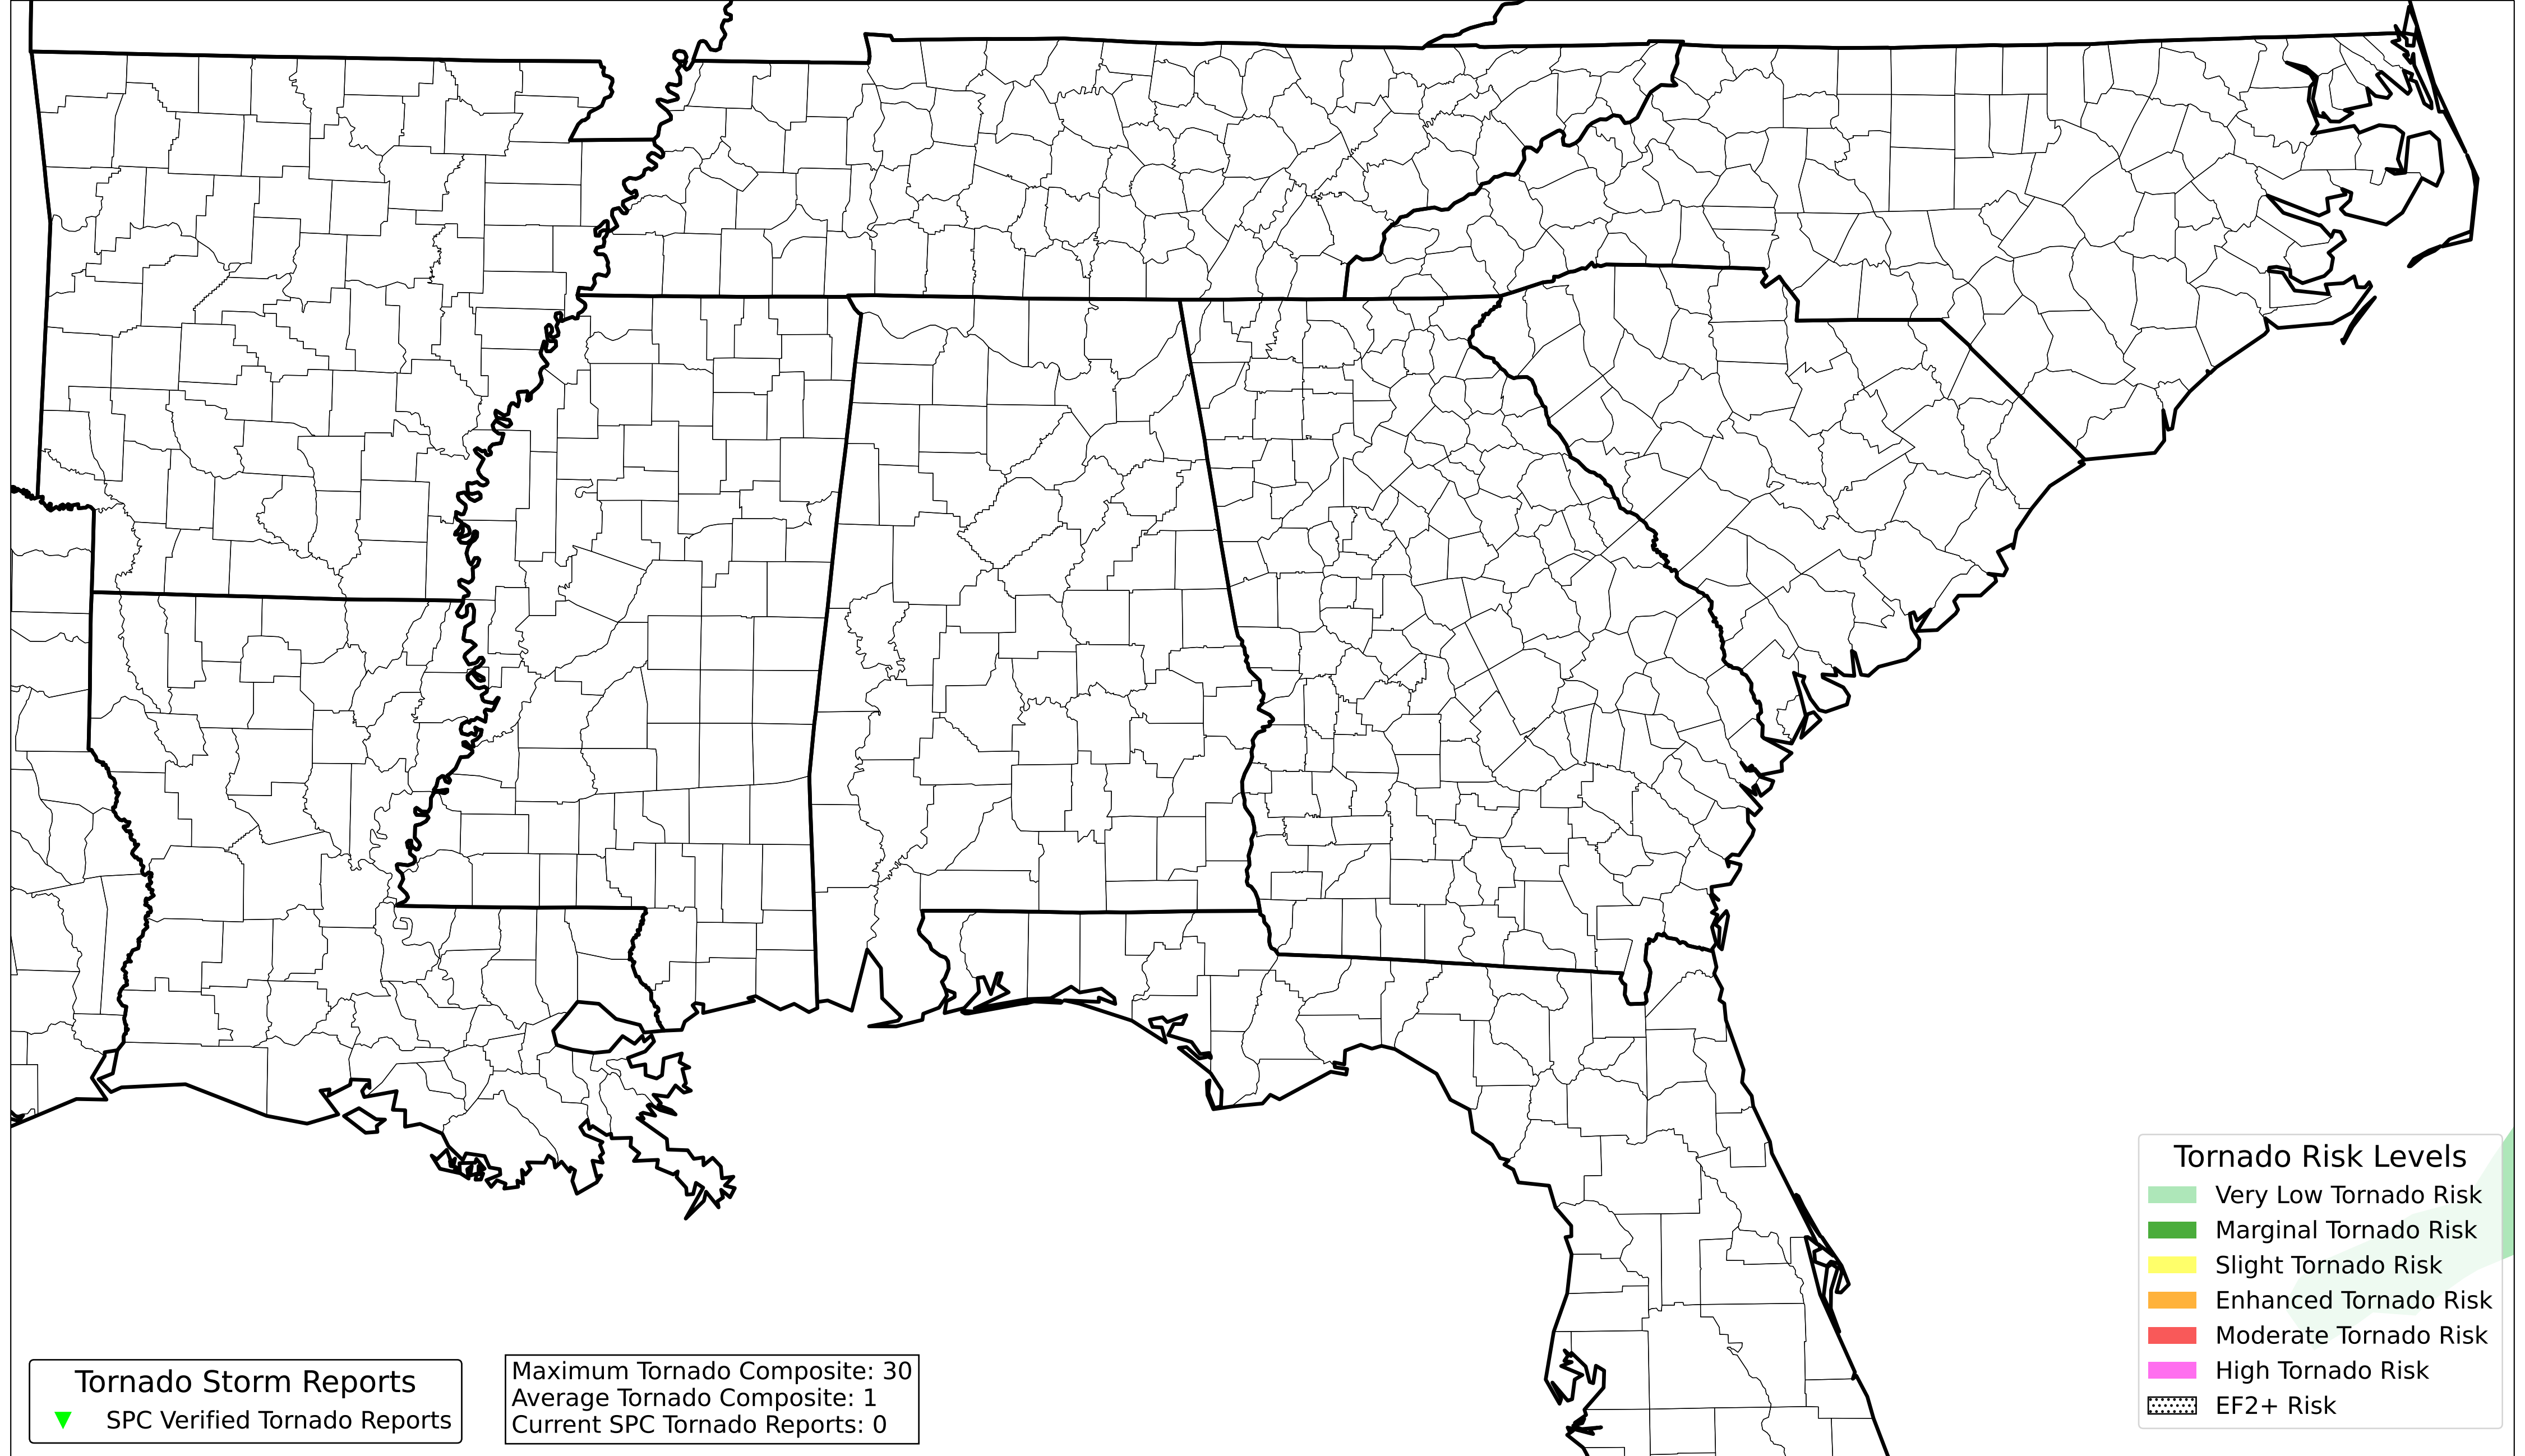 Tornado Risk Levels
Very Low Tornado Risk
Marginal Tornado Risk
Slight Tornado Risk
Enhanced Tornado Risk
Moderate Tornado Risk
High Tornado Risk
EF2+ Risk
Tornado Storm Reports
SPC Verified Tornado Reports
Maximum Tornado Composite: 30
Average Tornado Composite: 1
Current SPC Tornado Reports: 0